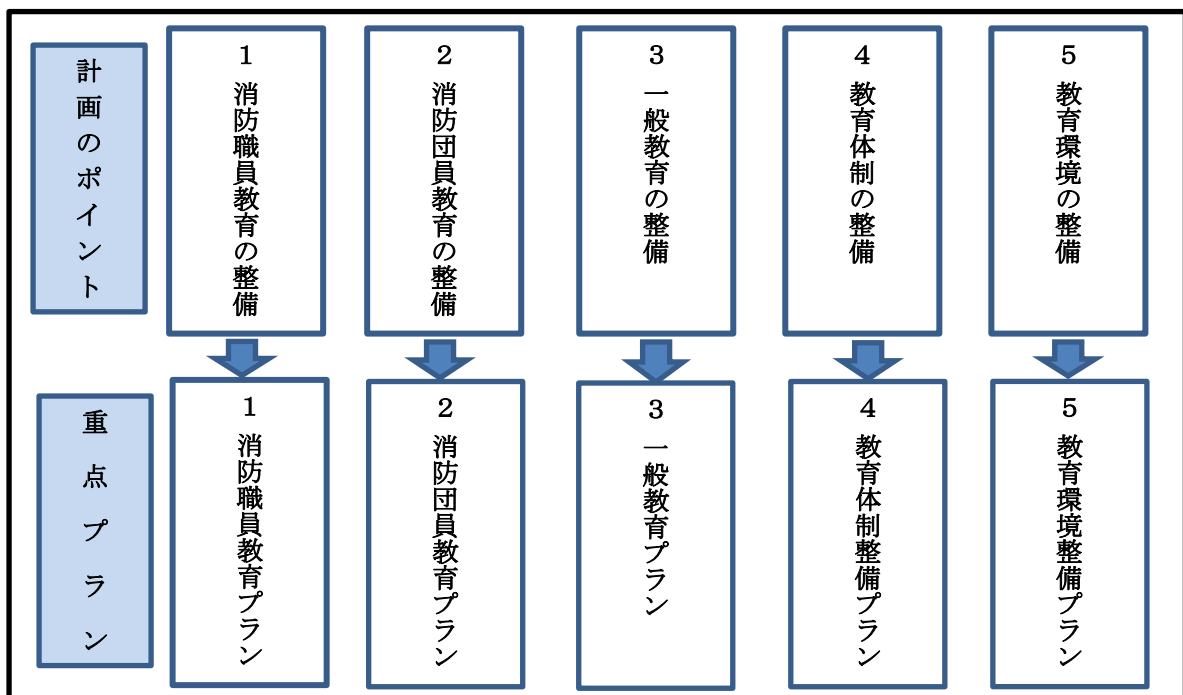 計画のポイント
1 消防職員教育の整備
2 消防団員教育の整備
3 一般教育の整備
4 教育体制の整備
5 教育環境の整備
重点プラン
1 消防職員教育プラン
2 消防団員教育プラン
3 一般教育プラン
4 教育体制整備プラン
5 教育環境整備プラン